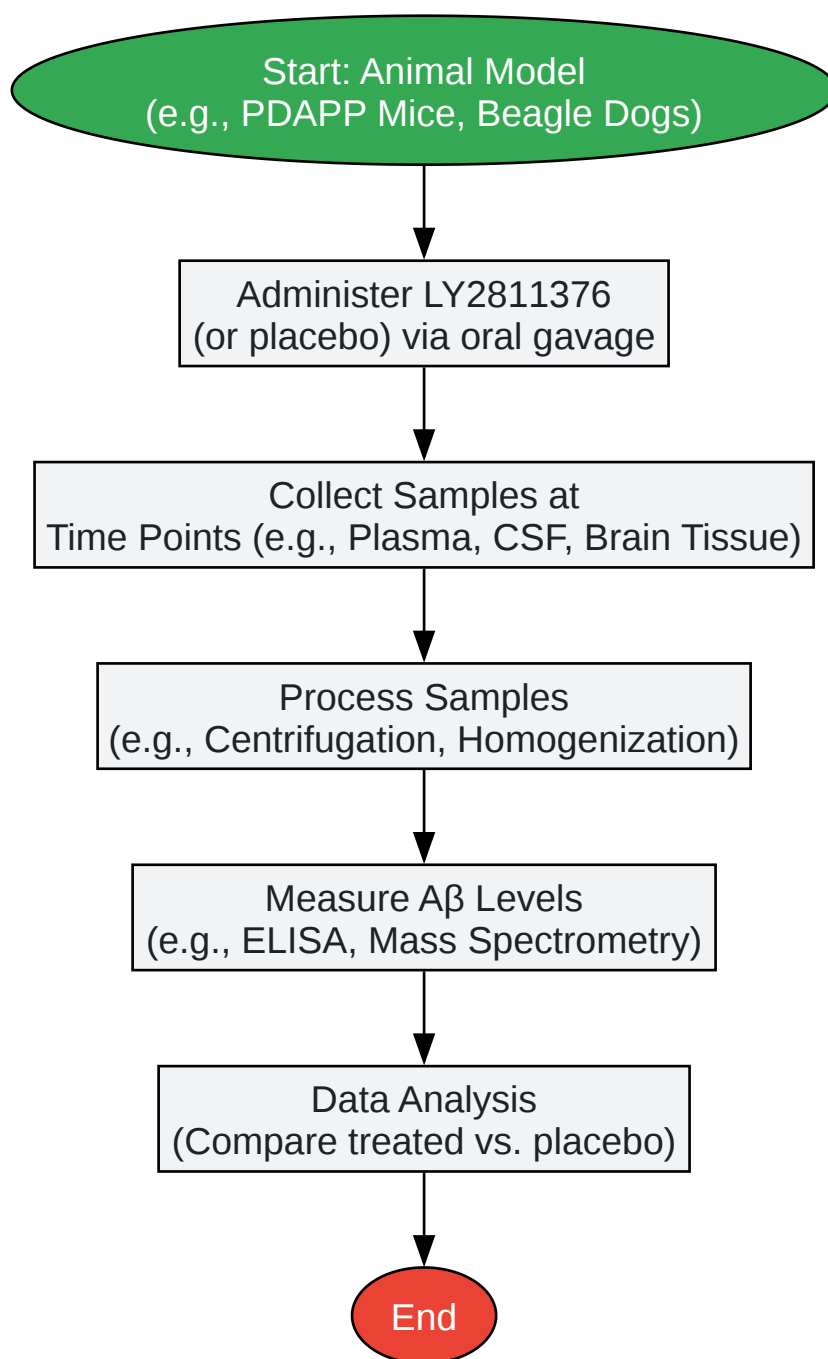 Start: Animal Model
(e.g., PDAPP Mice, Beagle Dogs)
Administer LY2811376
(or placebo) via oral gavage
Collect Samples at
Time Points (e.g., Plasma, CSF, Brain Tissue)
Process Samples
(e.g., Centrifugation, Homogenization)
Measure Aβ Levels
(e.g., ELISA, Mass Spectrometry)
Data Analysis
(Compare treated vs. placebo)
End